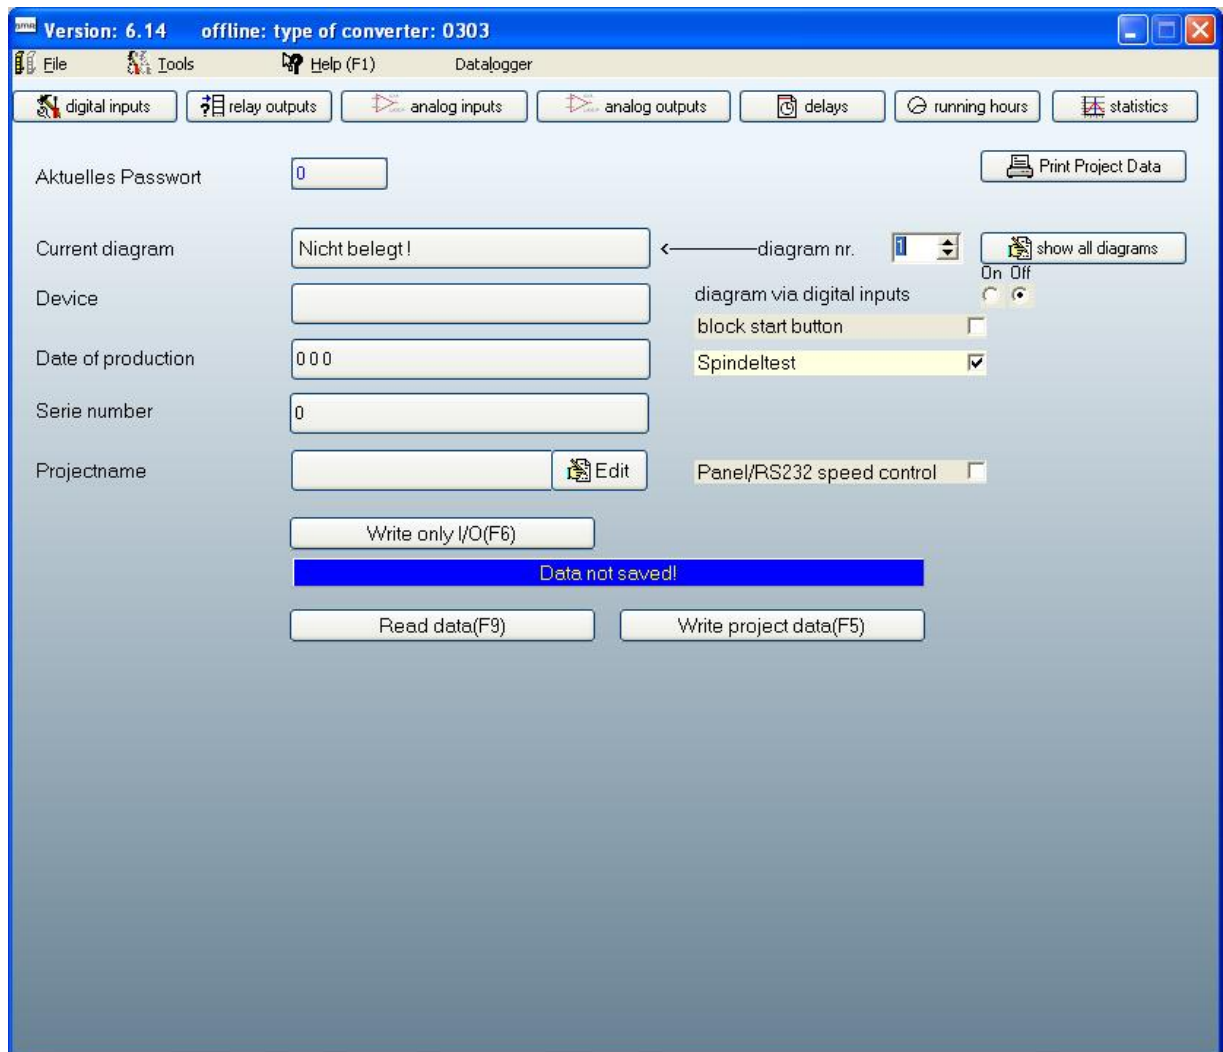 Version: 6.14 offline: type of converter: 0303
File Tools Help (F1) Datalogger
digital inputs relay outputs analog inputs analog outputs delays running hours statistics
Aktuelles Passwort 0 Print Project Data
Current diagram Nicht belegt ! <————diagram nr. 1 show all diagrams
On Off
Device diagram via digital inputs
block start button
Date of production 0 0 0 Spindeltest
Serie number 0
Projectname Edit Panel/RS232 speed control
Write only I/O(F6)
Data not saved!
Read data(F9) Write project data(F5)